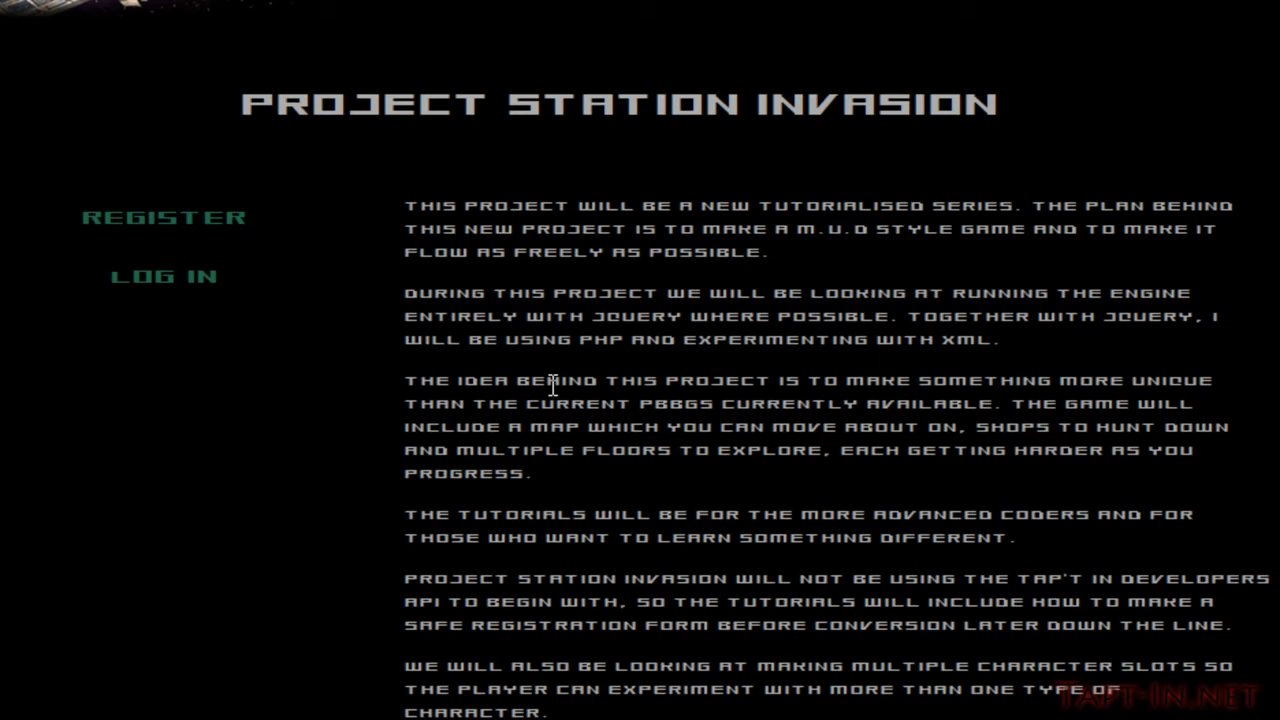 PROJECT STATION INVASION
REGISTER
LOG IN
THIS PROJECT WILL BE A NEW TUTORIALISED SERIES. THE PLAN BEHIND
THIS NEW PROJECT IS TO MAKE A M.U.D STYLE GAME AND TO MAKE IT
FLOW AS FREELY AS POSSIBLE.
DURING THIS PROJECT WE WILL BE LOOKING AT RUNNING THE ENGINE
ENTIRELY WITH JQUERY WHERE POSSIBLE. TOGETHER WITH JQUERY, I
WILL BE USING PHP AND EXPERIMENTING WITH XML.
THE IDEA BEHIND THIS PROJECT IS TO MAKE SOMETHING MORE UNIQUE
THAN THE CURRENT PBBGS CURRENTLY AVAILABLE. THE GAME WILL
INCLUDE A MAP WHICH YOU CAN MOVE ABOUT ON, SHOPS TO HUNT DOWN
AND MULTIPLE FLOORS TO EXPLORE, EACH GETTING HARDER AS YOU
PROGRESS.
THE TUTORIALS WILL BE FOR THE MORE ADVANCED CODERS AND FOR
THOSE WHO WANT TO LEARN SOMETHING DIFFERENT.
PROJECT STATION INVASION WILL NOT BE USING THE TAP'T IN DEVELOPERS
API TO BEGIN WITH, SO THE TUTORIALS WILL INCLUDE HOW TO MAKE A
SAFE REGISTRATION FORM BEFORE CONVERSION LATER DOWN THE LINE.
WE WILL ALSO BE LOOKING AT MAKING MULTIPLE CHARACTER SLOTS SO
THE PLAYER CAN EXPERIMENT WITH MORE THAN ONE TYPE OF
CHARACTER.
TAPT-IN.NET